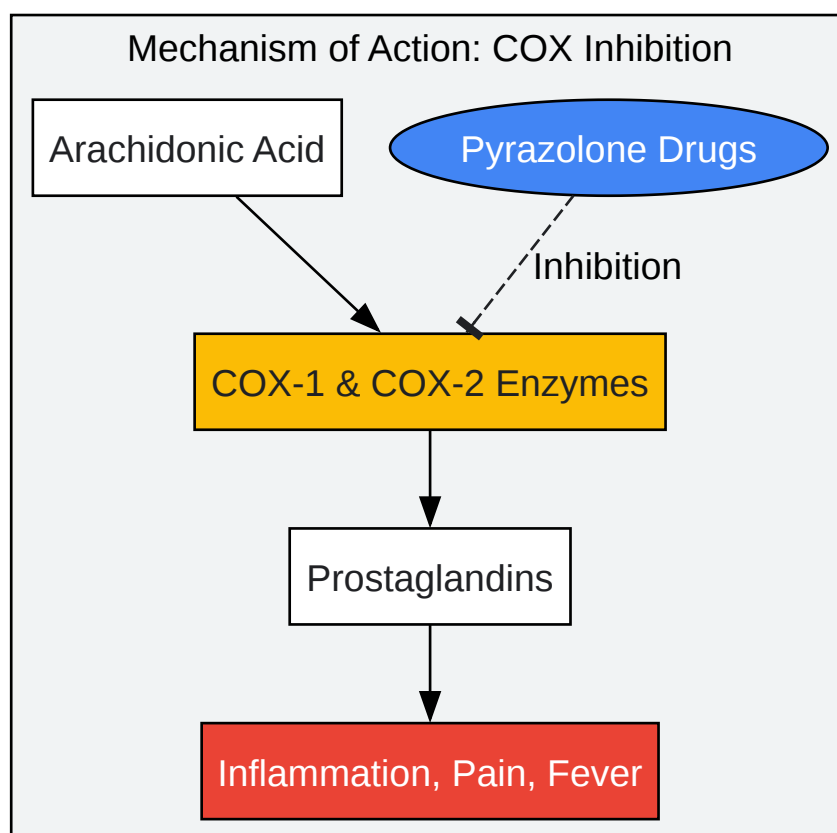 Mechanism of Action: COX Inhibition
Arachidonic Acid
Pyrazolone Drugs
Inhibition
COX-1 & COX-2 Enzymes
Prostaglandins
Inflammation, Pain, Fever